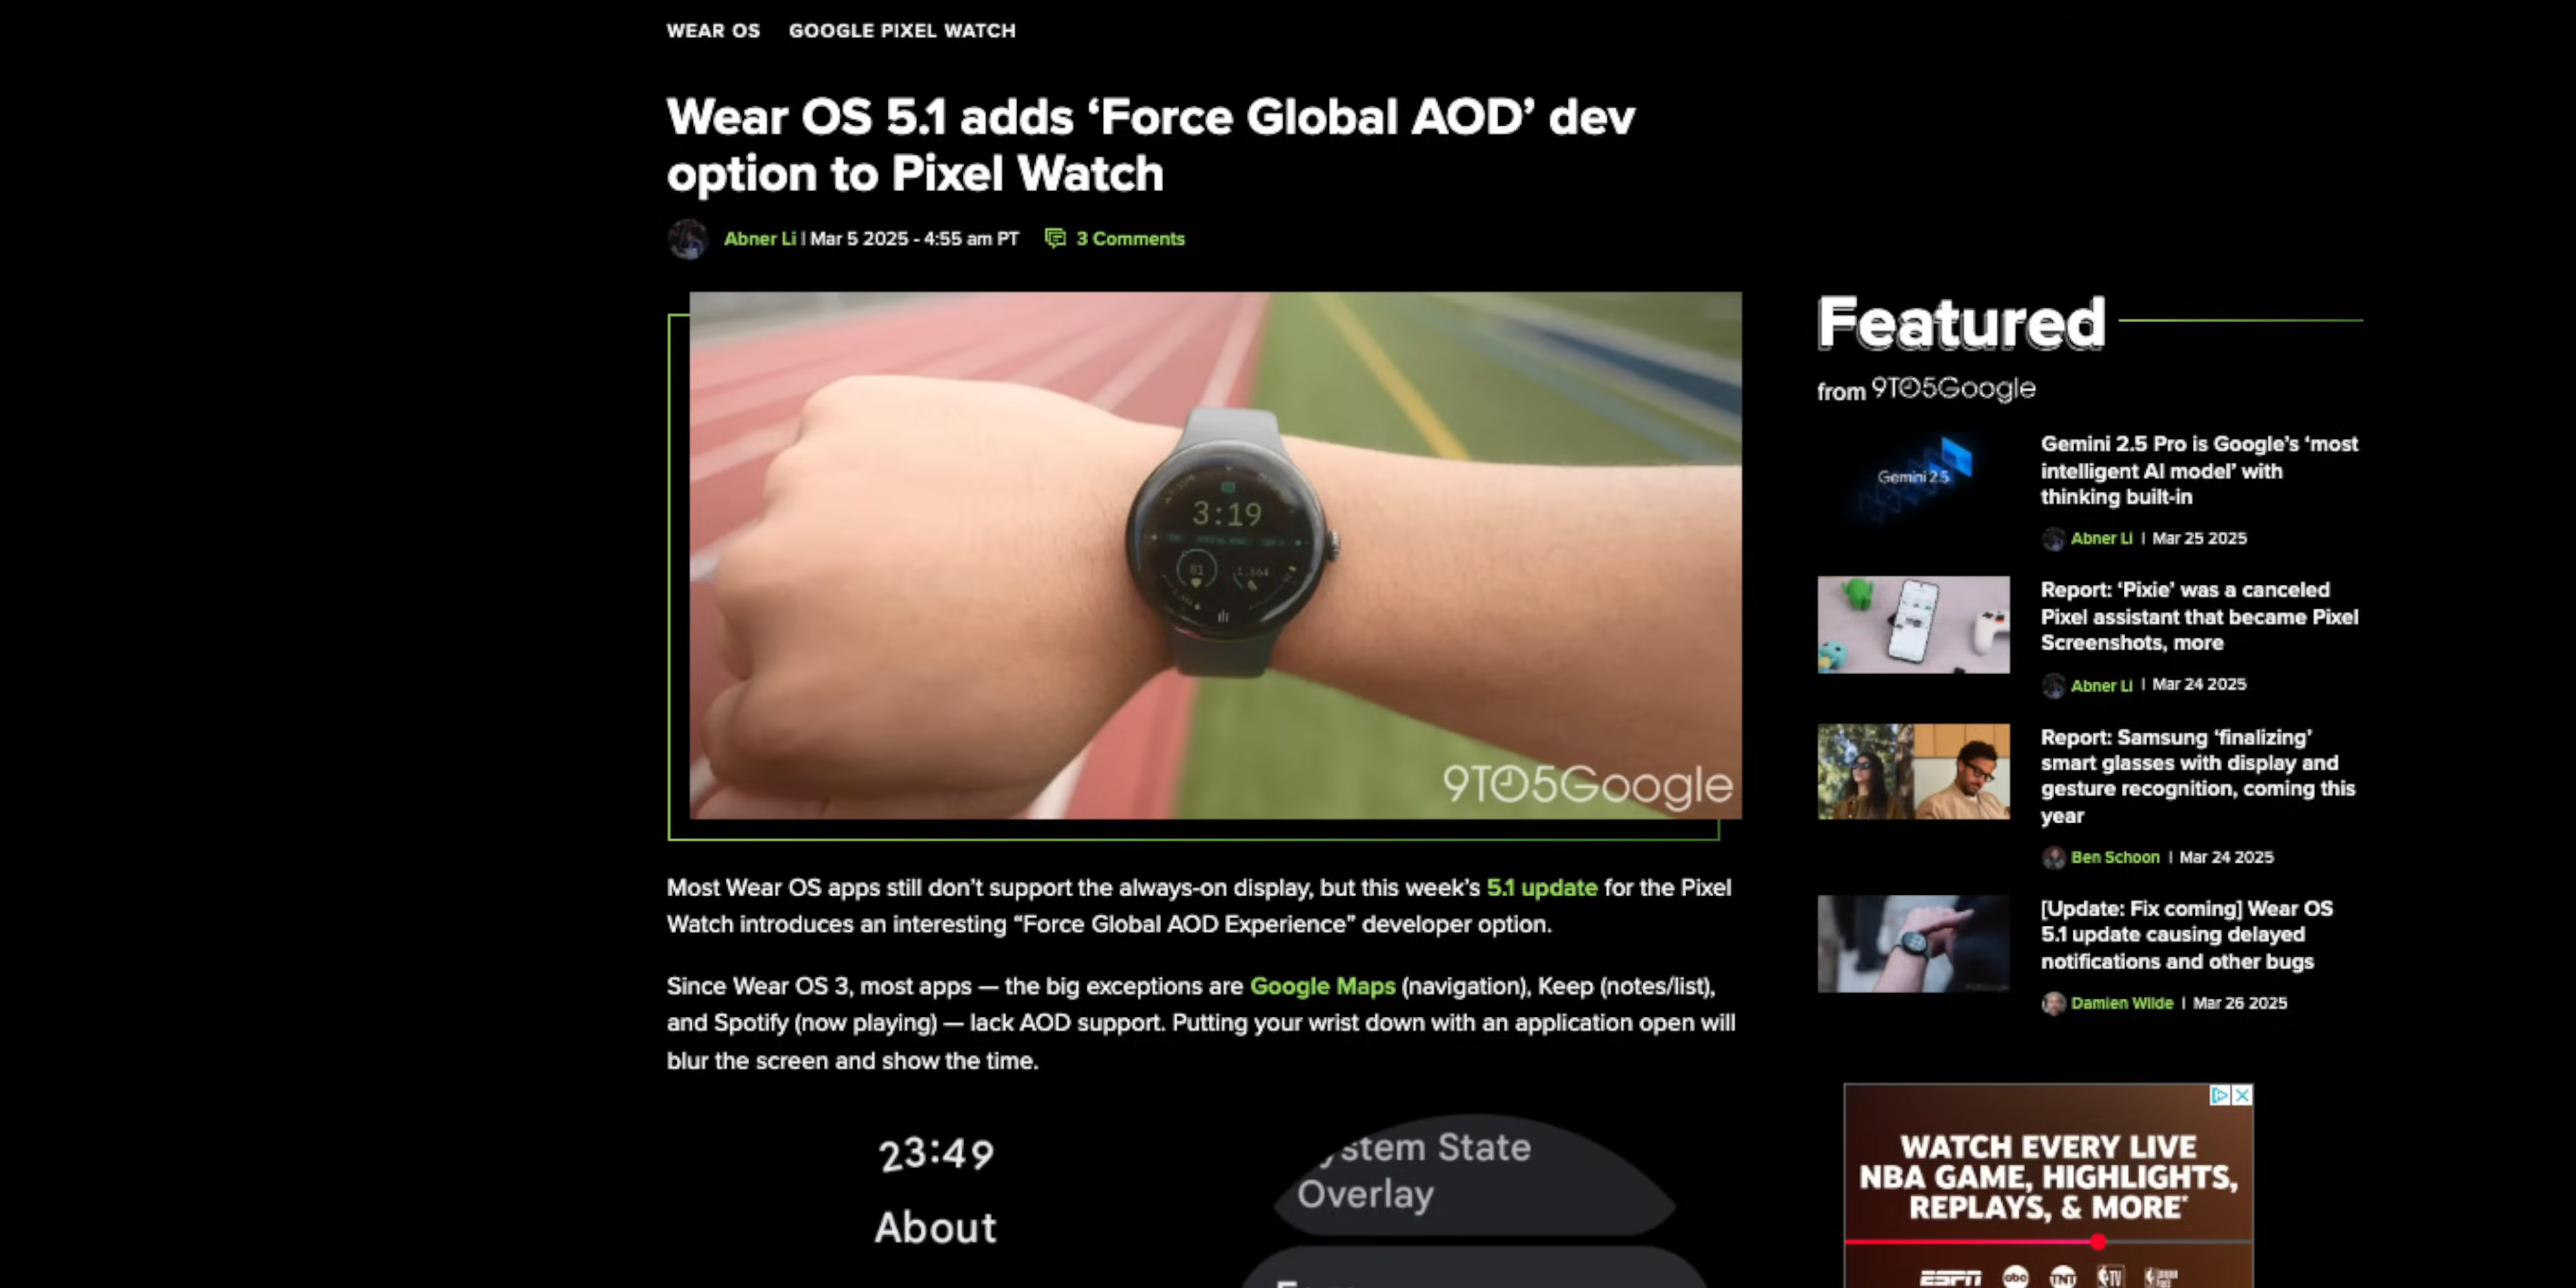 WEAR OS GOOGLE PIXEL WATCH
Wear OS 5.1 adds ‘Force Global AOD’ dev
option to Pixel Watch
Abner Li | Mar 5 2025 - 4:55 am PT 3 Comments
3:19
81
1,664
9TO5Google
Most Wear OS apps still don’t support the always-on display, but this week’s 5.1 update for the Pixel
Watch introduces an interesting “Force Global AOD Experience” developer option.
Since Wear OS 3, most apps — the big exceptions are Google Maps (navigation), Keep (notes/list),
and Spotify (now playing) — lack AOD support. Putting your wrist down with an application open will
blur the screen and show the time.
23:49
About
ystem State
Overlay
Featured
from 9TO5Google
Gemini 2.5
Gemini 2.5 Pro is Google’s ‘most
intelligent AI model’ with
thinking built-in
Abner Li | Mar 25 2025
Report: ‘Pixie’ was a canceled
Pixel assistant that became Pixel
Screenshots, more
Abner Li | Mar 24 2025
Report: Samsung ‘finalizing’
smart glasses with display and
gesture recognition, coming this
year
Ben Schoon | Mar 24 2025
[Update: Fix coming] Wear OS
5.1 update causing delayed
notifications and other bugs
Damien Wilde | Mar 26 2025
WATCH EVERY LIVE
NBA GAME, HIGHLIGHTS,
REPLAYS, & MORE*
ESPN abc TNT TV